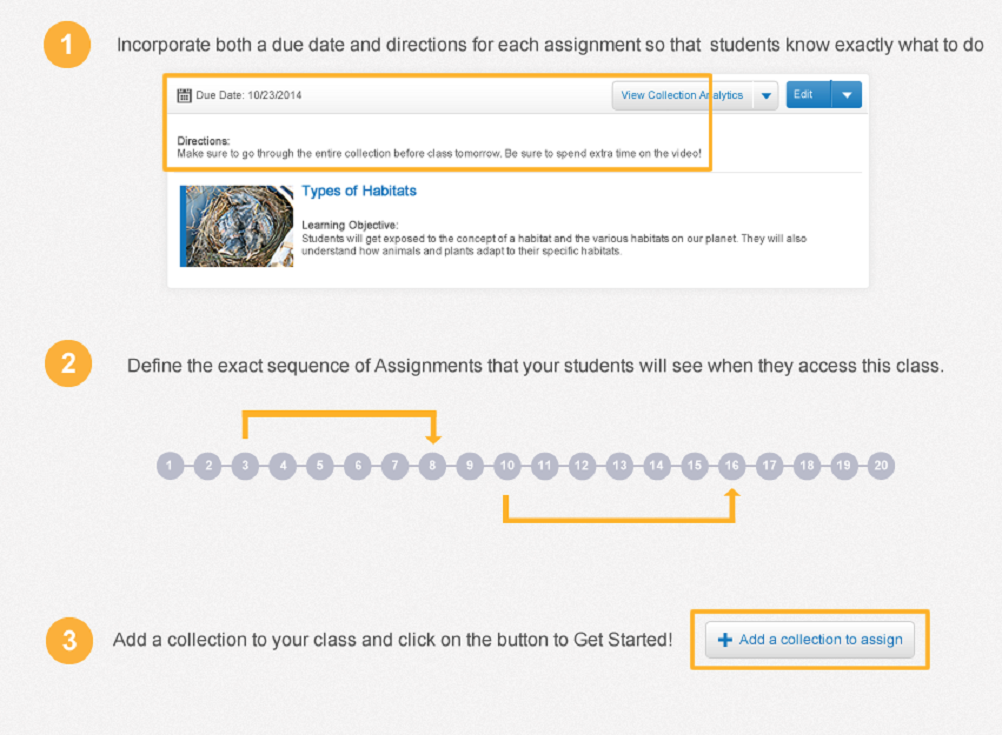 1 Incorporate both a due date and directions for each assignment so that students know exactly what to do
Due Date: 10/23/2014 View Collection Analytics Edit
Directions:
Make sure to go through the entire collection before class tomorrow. Be sure to spend extra time on the video!
Types of Habitats
Learning Objective:
Students will get exposed to the concept of a habitat and the various habitats on our planet. They will also
understand how animals and plants adapt to their specific habitats.
2 Define the exact sequence of Assignments that your students will see when they access this class.
1 2 3 4 5 6 7 8 9 10 11 12 13 14 15 16 17 18 19 20
3 Add a collection to your class and click on the button to Get Started! + Add a collection to assign